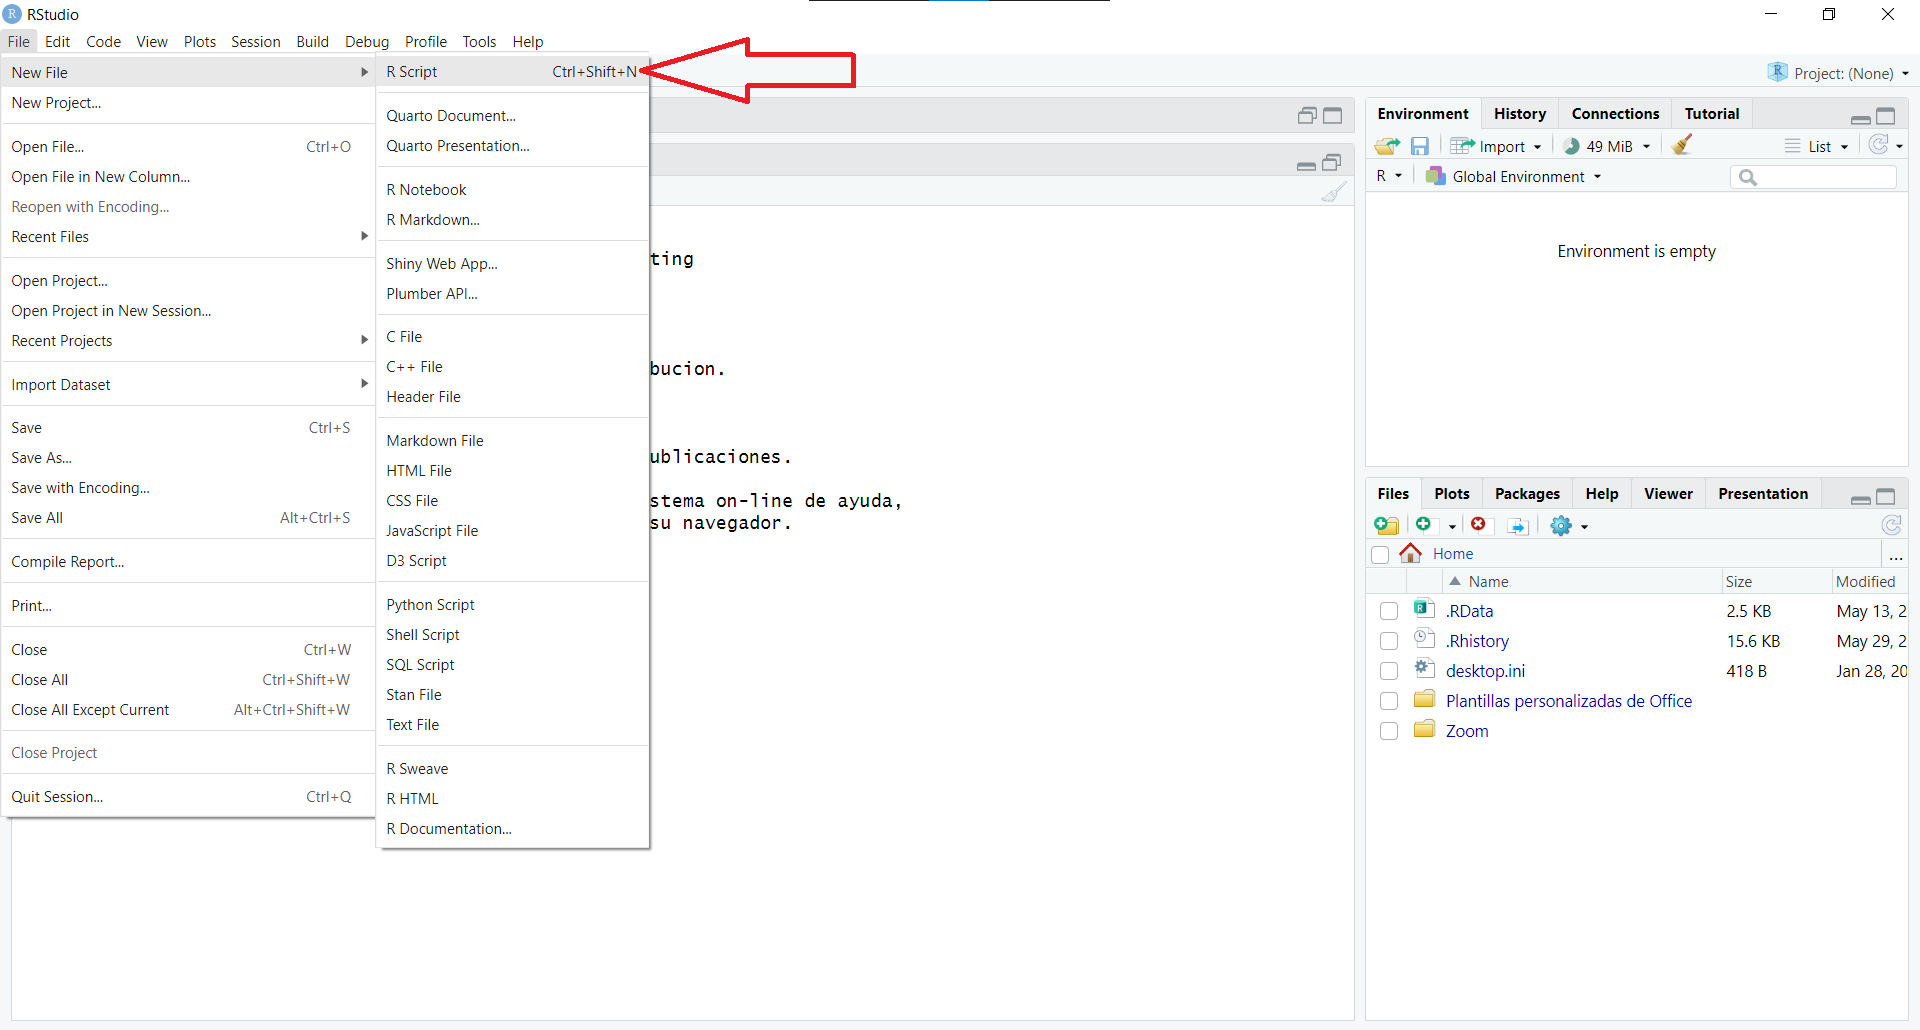 RStudio
File Edit Code View Plots Session Build Debug Profile Tools Help
New File
New Project...
Open File... Ctrl+O
Open File in New Column...
Reopen with Encoding...
Recent Files
Open Project...
Open Project in New Session...
Recent Projects
Import Dataset
Save Ctrl+S
Save As...
Save with Encoding...
Save All Alt+Ctrl+S
Compile Report...
Print...
Close Ctrl+W
Close All Ctrl+Shift+W
Close All Except Current Alt+Ctrl+Shift+W
Close Project
Quit Session... Ctrl+Q
R Script Ctrl+Shift+N
Quarto Document...
Quarto Presentation...
R Notebook
R Markdown...
Shiny Web App...
Plumber API...
C File
C++ File
Header File
Markdown File
HTML File
CSS File
JavaScript File
D3 Script
Python Script
Shell Script
SQL Script
Stan File
Text File
R Sweave
R HTML
R Documentation...
ting
bucion.
ublicaciones.
stema on-line de ayuda,
su navegador.
Project: (None)
Environment History Connections Tutorial
Import 49 MiB List
R Global Environment
Environment is empty
Files Plots Packages Help Viewer Presentation
Home ...
Name Size Modified
.RData 2.5 KB May 13, 2
.Rhistory 15.6 KB May 29, 2
desktop.ini 418 B Jan 28, 20
Plantillas personalizadas de Office
Zoom